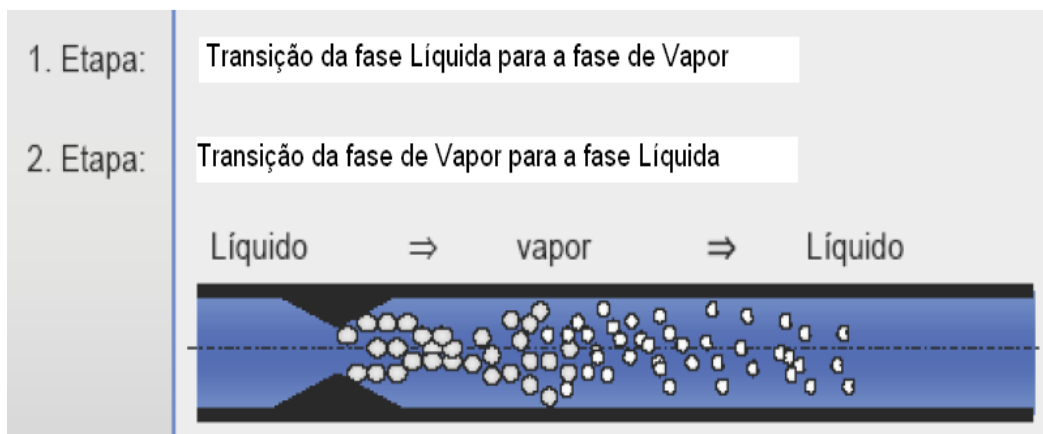 1. Etapa: Transição da fase Líquida para a fase de Vapor
2. Etapa: Transição da fase de Vapor para a fase Líquida
Líquido ⇒ vapor ⇒ Líquido